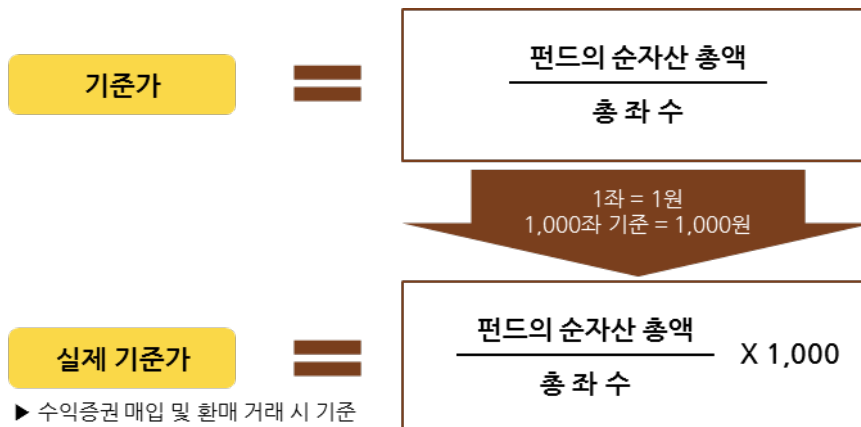 기준가
펀드의 순자산 총액
총 좌 수
1좌 = 1원
1,000좌 기준 = 1,000원
실제 기준가
펀드의 순자산 총액
총 좌 수
X 1,000
▶ 수익증권 매입 및 환매 거래 시 기준